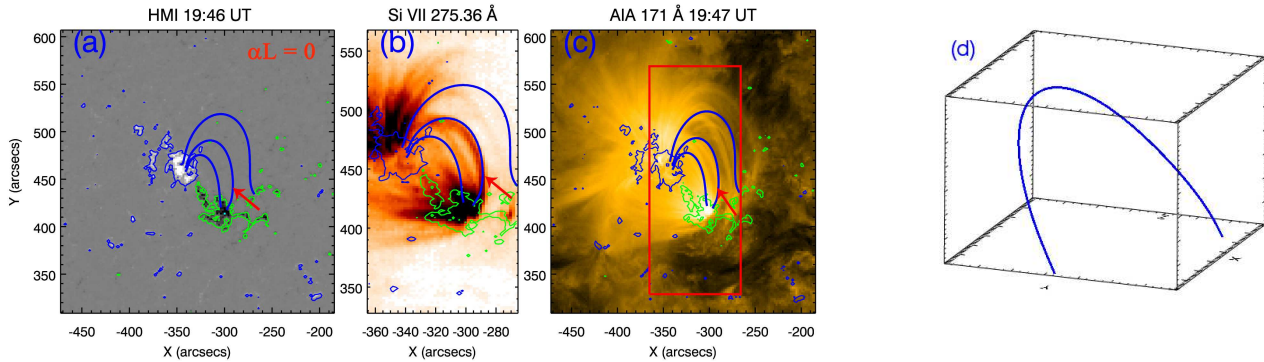 HMI 19:46 UT
(a)
αL = 0
600
550
500
450
400
350
Y (arcsecs)
-450 -400 -350 -300 -250 -200
X (arcsecs)
Si VII 275.36 Å
(b)
550
500
450
400
350
-360 -340 -320 -300 -280
X (arcsecs)
AIA 171 Å 19:47 UT
(c)
600
550
500
450
400
350
-450 -400 -350 -300 -250 -200
X (arcsecs)
(d)